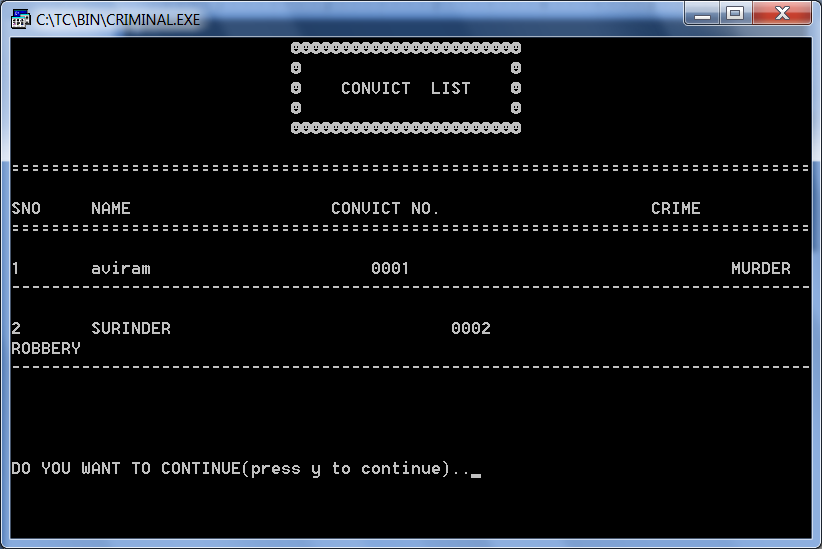 C:\TC\BIN\CRIMINAL.EXE
CONVICT LIST
SNO NAME CONVICT NO. CRIME
1 aviram 0001 MURDER
2 SURINDER 0002
ROBBERY
DO YOU WANT TO CONTINUE(press y to continue).._